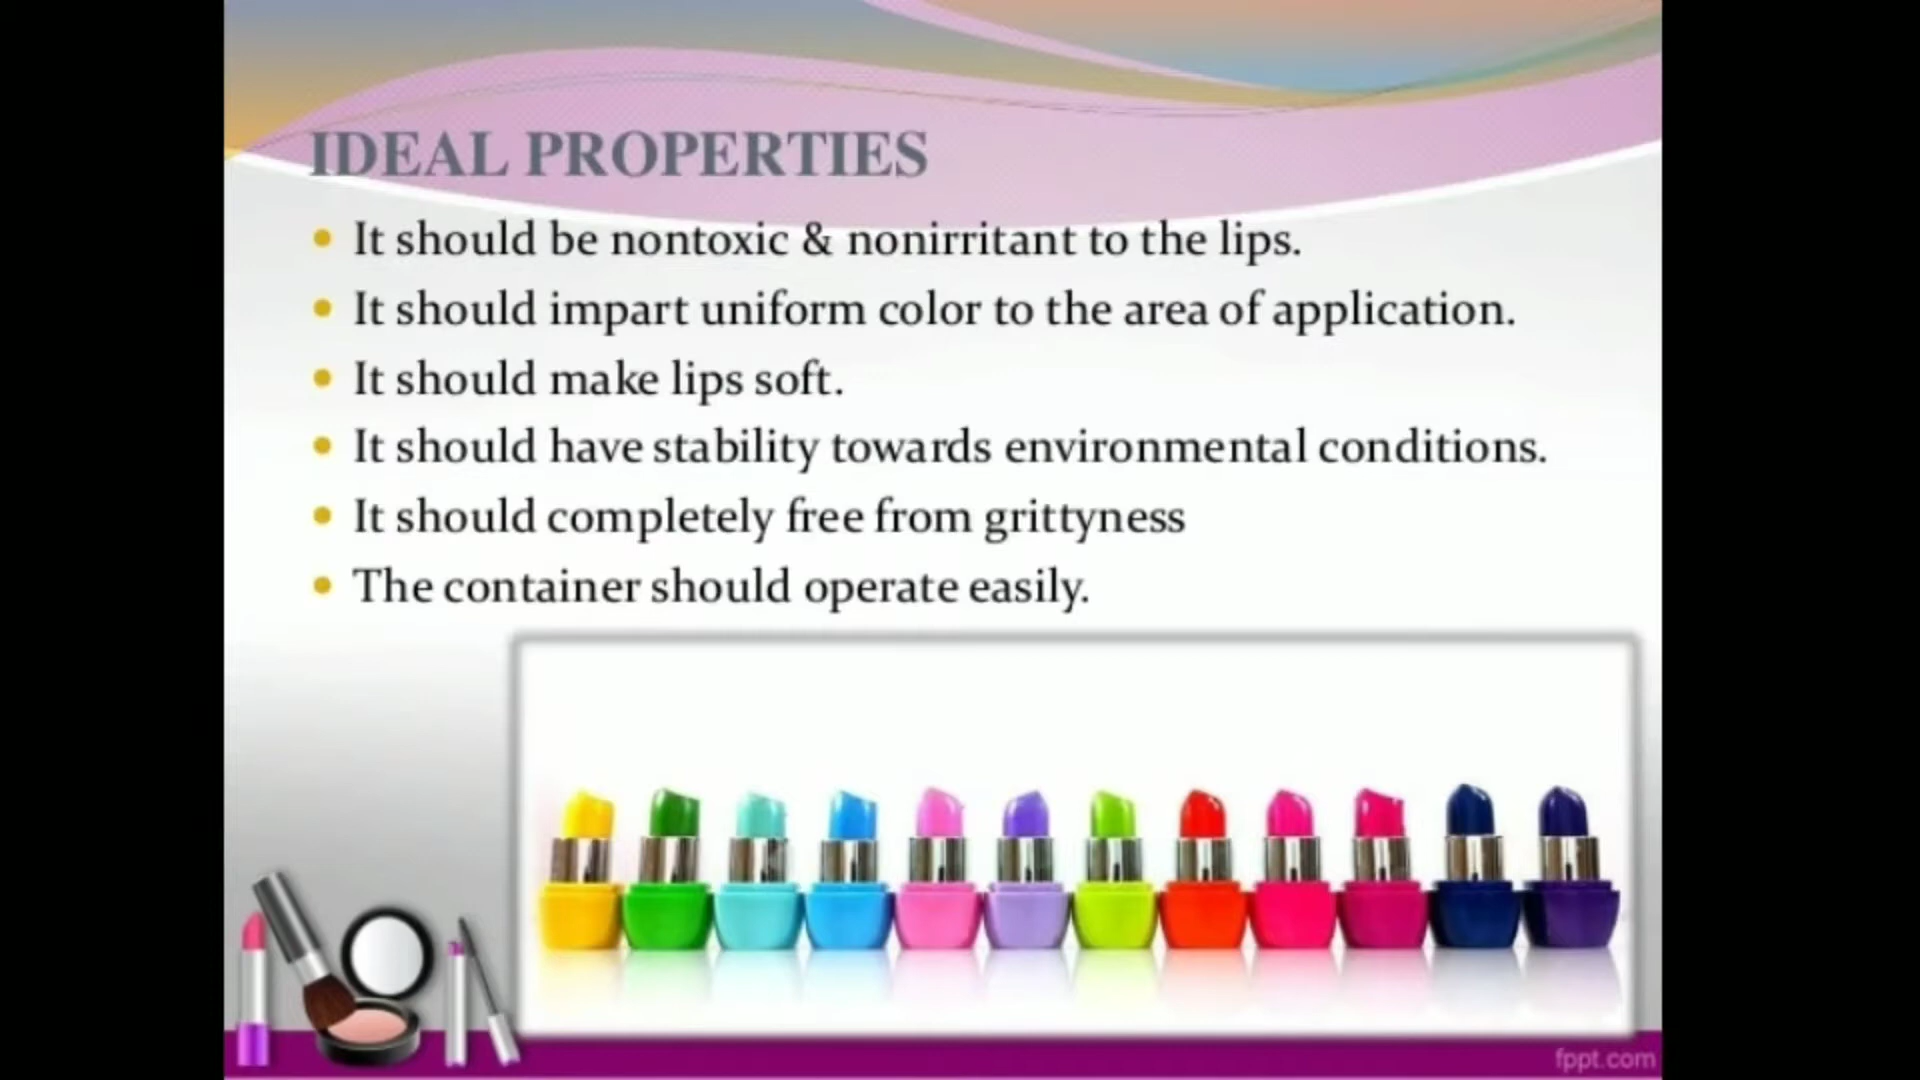 IDEAL PROPERTIES
• It should be nontoxic & nonirritant to the lips.
• It should impart uniform color to the area of application.
• It should make lips soft.
• It should have stability towards environmental conditions.
• It should completely free from grittyness
• The container should operate easily.
fppt.com